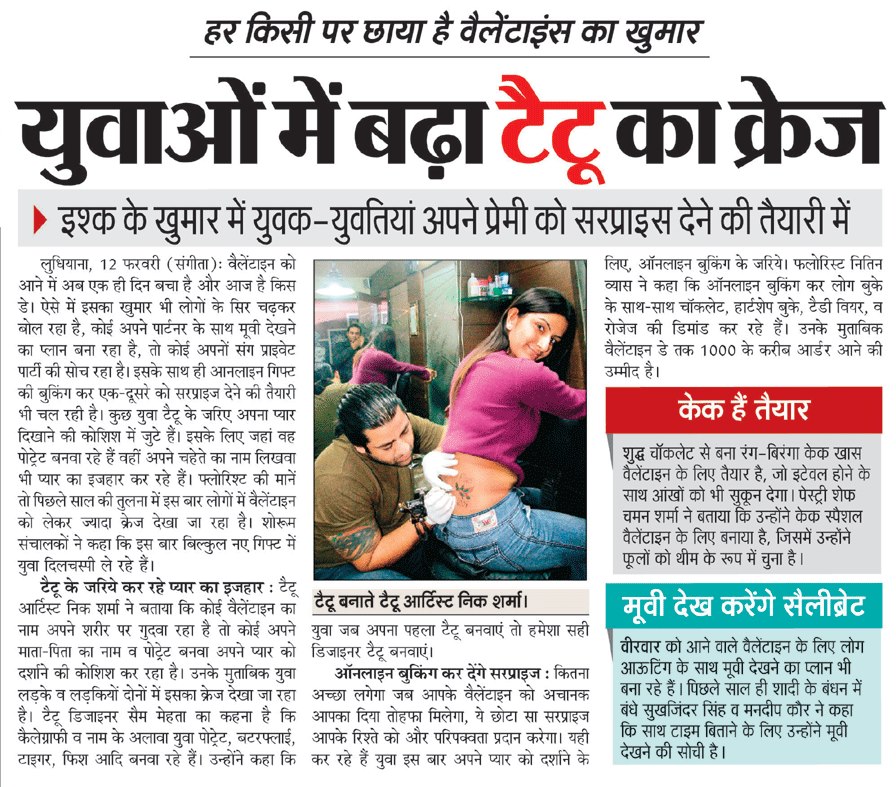 हर किसी पर छाया है वैलेंटाइंस का खुमार
युवाओं में बढ़ा टैटू का क्रेज
इश्क के खुमार में युवक-युवतियां अपने प्रेमी को सरप्राइस देने की तैयारी में
लुधियाना, 12 फरवरी (संगीता): वैलेंटाइन को
आने में अब एक ही दिन बचा है और आज है किस
डे। ऐसे में इसका खुमार भी लोगों के सिर चढ़कर
बोल रहा है, कोई अपने पार्टनर के साथ मूवी देखने
का प्लान बना रहा है, तो कोई अपनों संग प्राइवेट
पार्टी की सोच रहा है। इसके साथ ही आनलाइन गिफ्ट
की बुकिंग कर एक-दूसरे को सरप्राइज देने की तैयारी
भी चल रही है। कुछ युवा टैटू के जरिए अपना प्यार
दिखाने की कोशिश में जुटे हैं। इसके लिए जहां वह
पोट्रेट बनवा रहे हैं वहीं अपने चहेते का नाम लिखवा
भी प्यार का इजहार कर रहे हैं। फ्लोरिश्ट की मानें
तो पिछले साल की तुलना में इस बार लोगों में वैलेंटाइन
को लेकर ज्यादा क्रेज देखा जा रहा है। शोरूम
संचालकों ने कहा कि इस बार बिल्कुल नए गिफ्ट में
युवा दिलचस्पी ले रहे हैं।
टैटू के जरिये कर रहे प्यार का इजहार : टैटू
आर्टिस्ट निक शर्मा ने बताया कि कोई वैलेंटाइन का
नाम अपने शरीर पर गुदवा रहा है तो कोई अपने
माता-पिता का नाम व पोट्रेट बनवा अपने प्यार को
दर्शाने की कोशिश कर रहा है। उनके मुताबिक युवा
लड़के व लड़कियों दोनों में इसका क्रेज देखा जा रहा
है। टैटू डिजाइनर सैम मेहता का कहना है कि
कैलेग्राफी व नाम के अलावा युवा पोट्रेट, बटरफ्लाई,
टाइगर, फिश आदि बनवा रहे हैं। उन्होंने कहा कि
टैटू बनाते टैटू आर्टिस्ट निक शर्मा।
युवा जब अपना पहला टैटू बनवाएं तो हमेशा सही
डिजाइनर टैटू बनवाएं।
ऑनलाइन बुकिंग कर देंगे सरप्राइज : कितना
अच्छा लगेगा जब आपके वैलेंटाइन को अचानक
आपका दिया तोहफा मिलेगा, ये छोटा सा सरप्राइज
आपके रिश्ते को और परिपक्वता प्रदान करेगा। यही
कर रहे हैं युवा इस बार अपने प्यार को दर्शाने के
लिए, ऑनलाइन बुकिंग के जरिये। फलोरिस्ट नितिन
व्यास ने कहा कि ऑनलाइन बुकिंग कर लोग बुके
के साथ-साथ चॉकलेट, हार्टशेप बुके, टैडी वियर, व
रोजेज की डिमांड कर रहे हैं। उनके मुताबिक
वैलेंटाइन डे तक 1000 के करीब आर्डर आने की
उम्मीद है।
केक हैं तैयार
शुद्ध चॉकलेट से बना रंग-बिरंगा केक खास
वैलेंटाइन के लिए तैयार है, जो इटेवल होने के
साथ आंखों को भी सुकून देगा। पेस्ट्री शेफ
चमन शर्मा ने बताया कि उन्होंने केक स्पैशल
वैलेंटाइन के लिए बनाया है, जिसमें उन्होंने
फूलों को थीम के रूप में चुना है।
मूवी देख करेंगे सैलीब्रेट
वीरवार को आने वाले वैलेंटाइन के लिए लोग
आऊटिंग के साथ मूवी देखने का प्लान भी
बना रहे हैं। पिछले साल ही शादी के बंधन में
बंधे सुखजिंदर सिंह व मनदीप कौर ने कहा
कि साथ टाइम बिताने के लिए उन्होंने मूवी
देखने की सोची है।